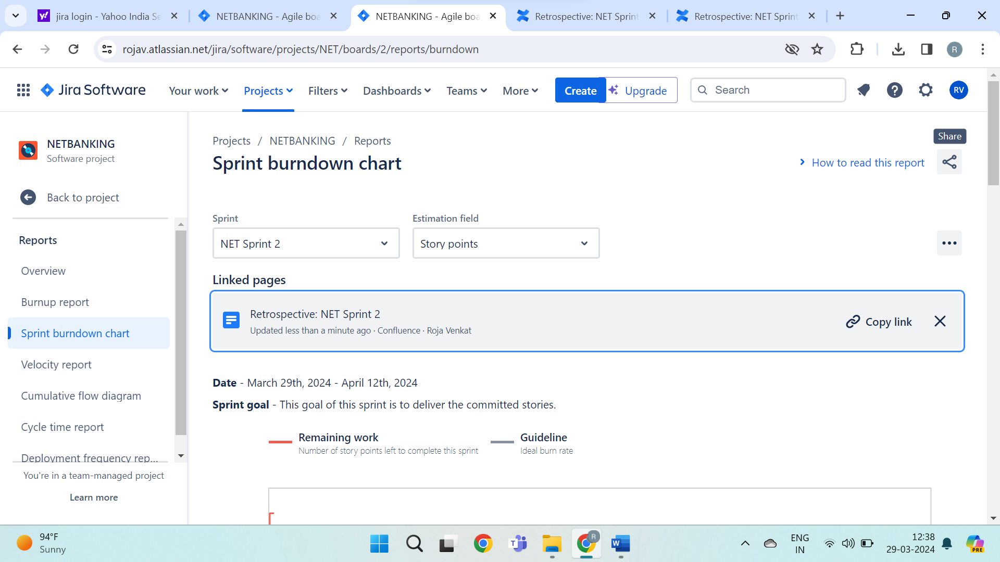 jira login - Yahoo India Se
NETBANKING - Agile boa
NETBANKING - Agile boa
Retrospective: NET Sprint
Retrospective: NET Sprint
rojav.atlassian.net/jira/software/projects/NET/boards/2/reports/burndown
R
Jira Software
Your work
Projects
Filters
Dashboards
Teams
More
Create
Upgrade
Search
RV
NETBANKING
Software project
Back to project
Reports
Overview
Burnup report
Sprint burndown chart
Velocity report
Cumulative flow diagram
Cycle time report
Deployment frequency rep...
You're in a team-managed project
Learn more
Projects / NETBANKING / Reports
Share
Sprint burndown chart
How to read this report
Sprint
Estimation field
NET Sprint 2
Story points
Linked pages
Retrospective: NET Sprint 2
Updated less than a minute ago · Confluence · Roja Venkat
Copy link
Date - March 29th, 2024 - April 12th, 2024
Sprint goal - This goal of this sprint is to deliver the committed stories.
Remaining work
Number of story points left to complete this sprint
Guideline
Ideal burn rate
94°F
Sunny
R
ENG
IN
12:38
29-03-2024
PRE